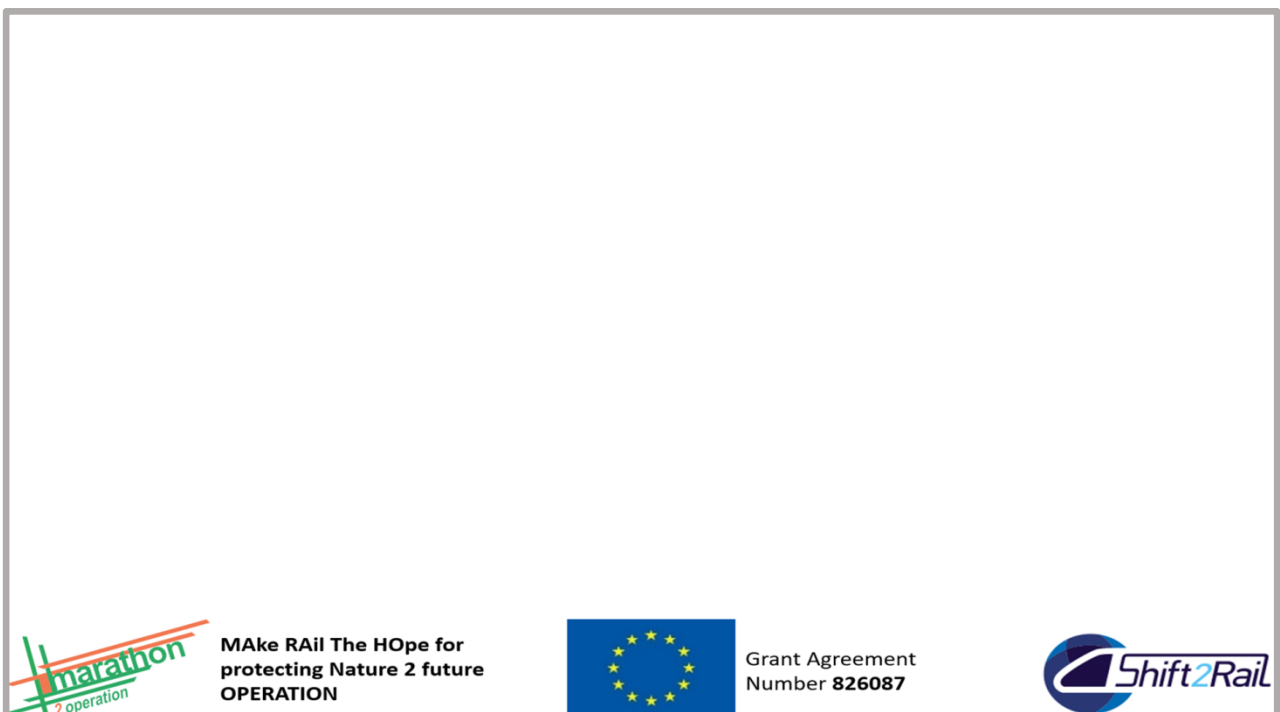 marathon
2 operation
MAke RAil The HOpe for
protecting Nature 2 future
OPERATION
Grant Agreement
Number 826087
Shift2Rail